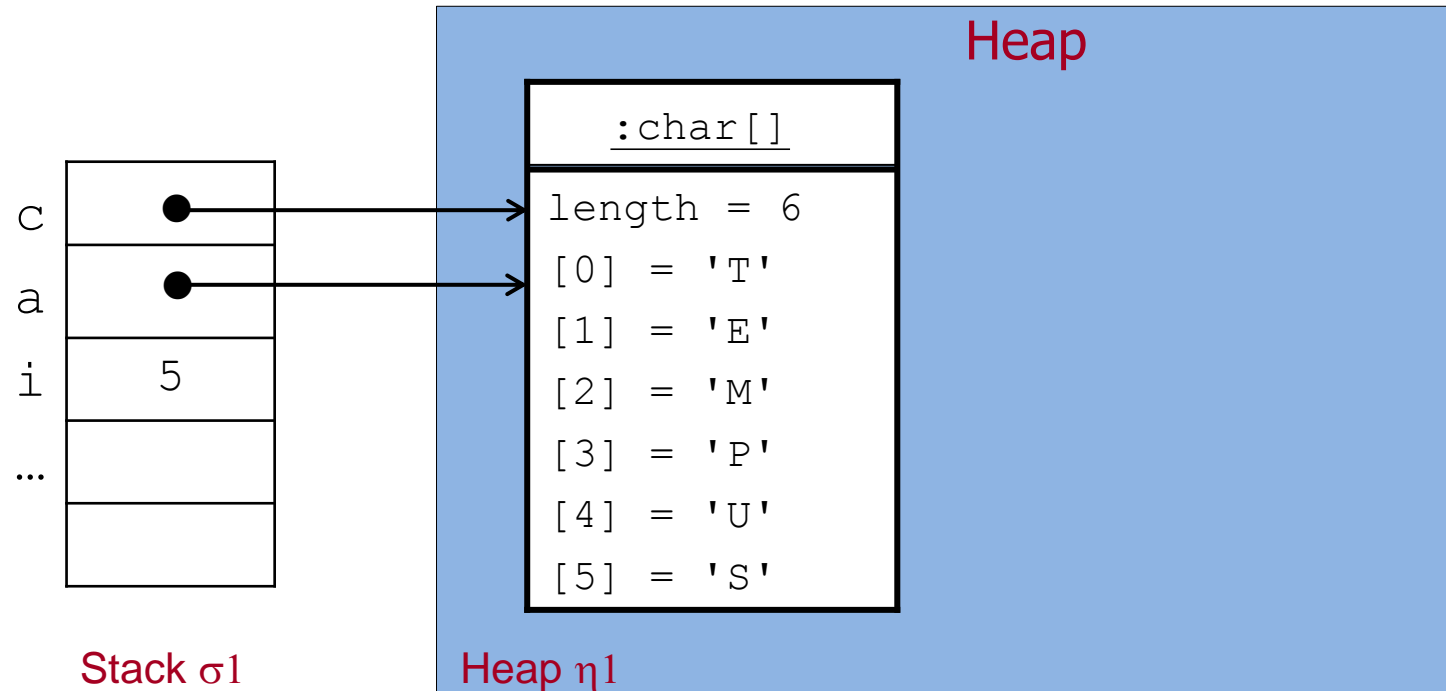 Heap
:char[]
c
length = 6
a
[0] = 'T'
[1] = 'E'
i
5
[2] = 'M'
[3] = 'P'
…
[4] = 'U'
[5] = 'S'
Stack σ1
Heap η1